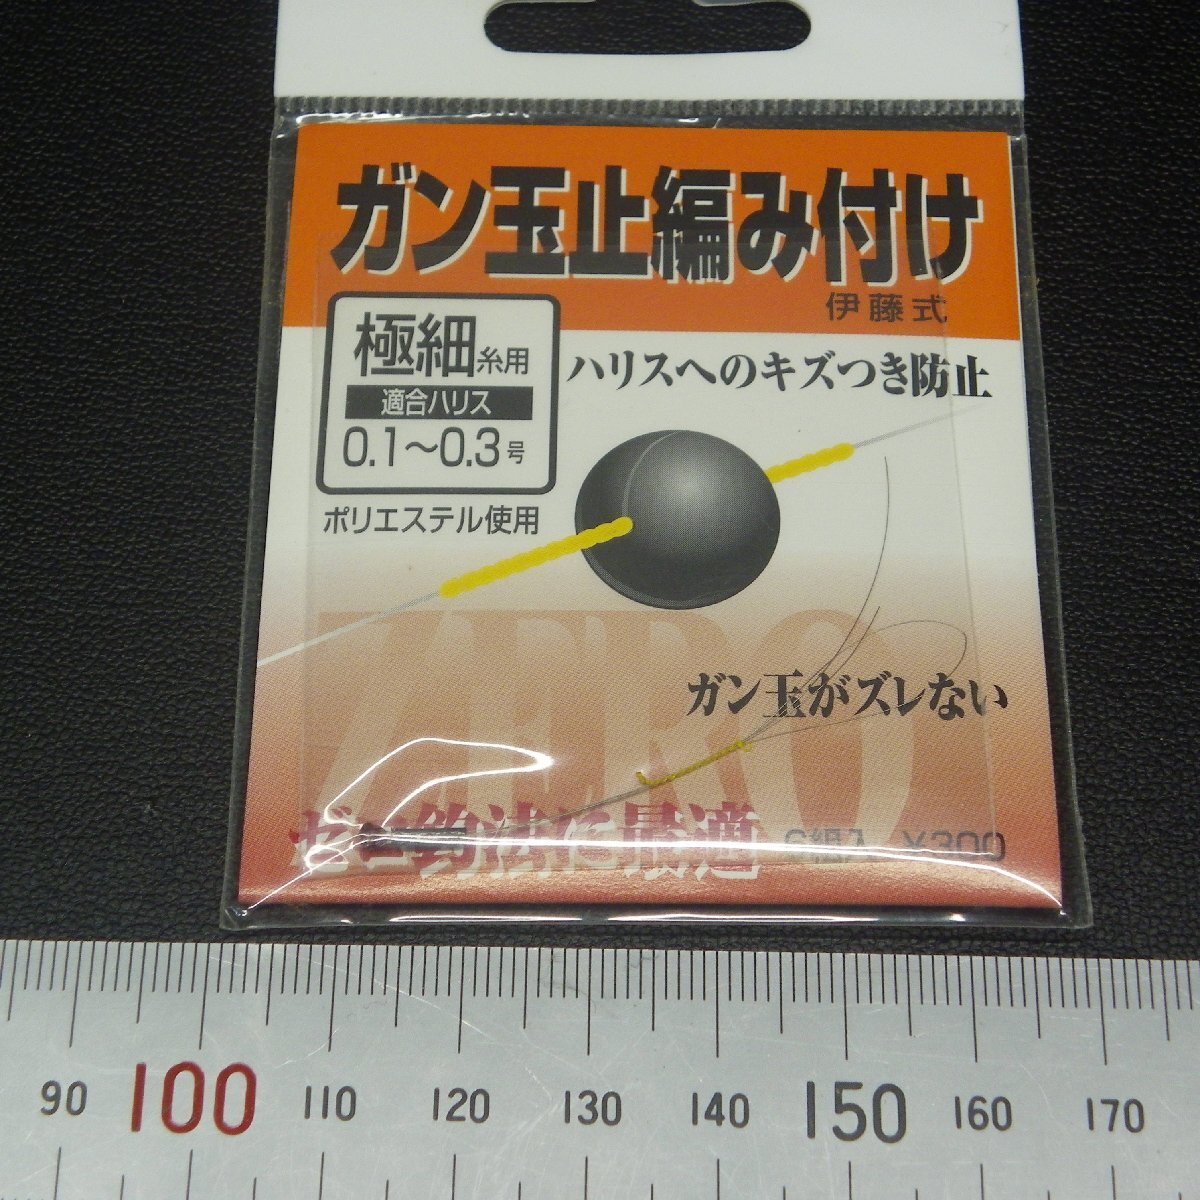 ガン玉止編み付け
伊藤式
極細糸用
適合ハリス
0.1～0.3号
ポリエステル使用
ハリスへのキズつき防止
ZERO
ガン玉がズレない
ゼロ釣法に最適
6組入 ¥300
90 100 110 120 130 140 150 160 170